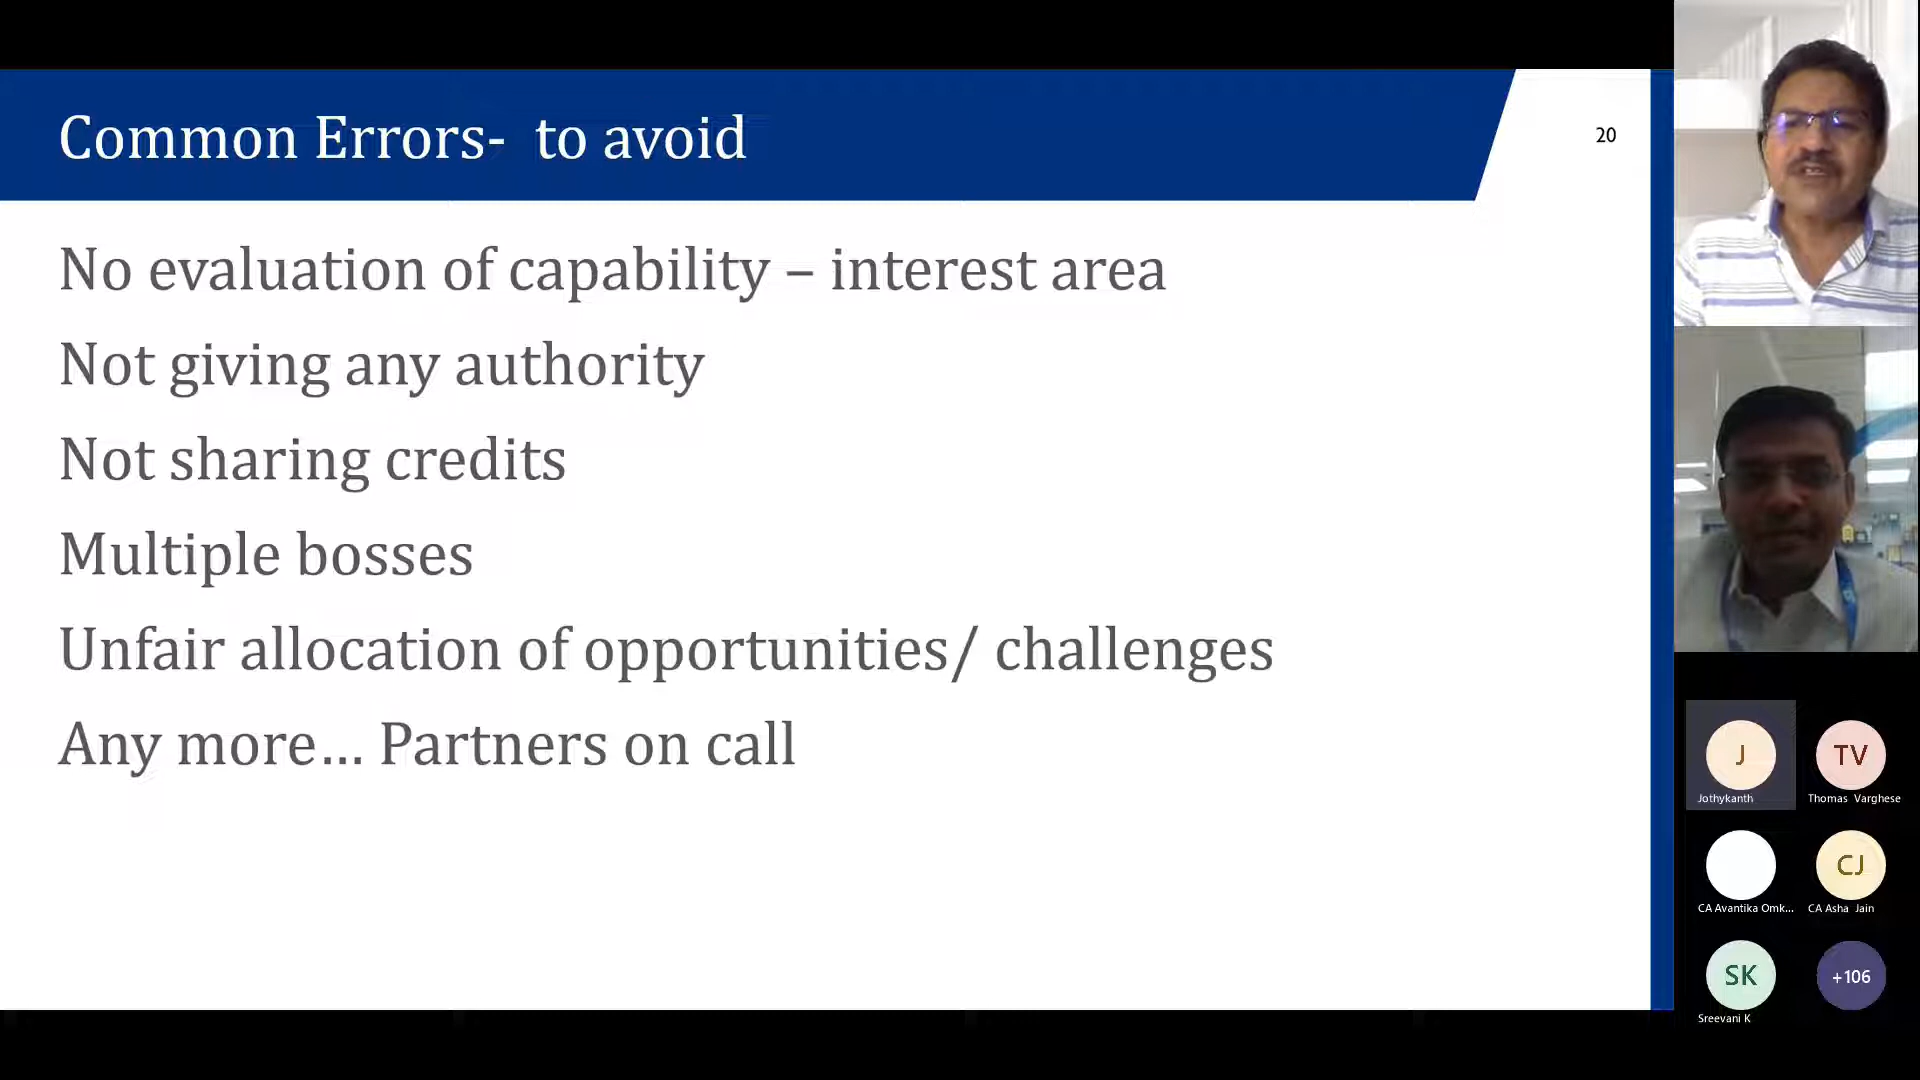 Common Errors-  to avoid
20
No evaluation of capability – interest area
Not giving any authority
Not sharing credits
Multiple bosses
Unfair allocation of opportunities/ challenges
Any more... Partners on call
J
Jothykanth
TV
Thomas  Varghese
CA Avantika Omk...
CJ
CA Asha  Jain
SK
Sreevani K
+106